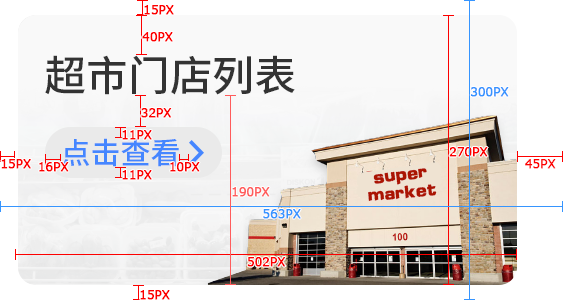 15PX
40PX
超市门店列表
300PX
32PX
11PX
点击查看
15PX
16PX
10PX
11PX
270PX
45PX
super
market
190PX
563PX
100
502PX
15PX